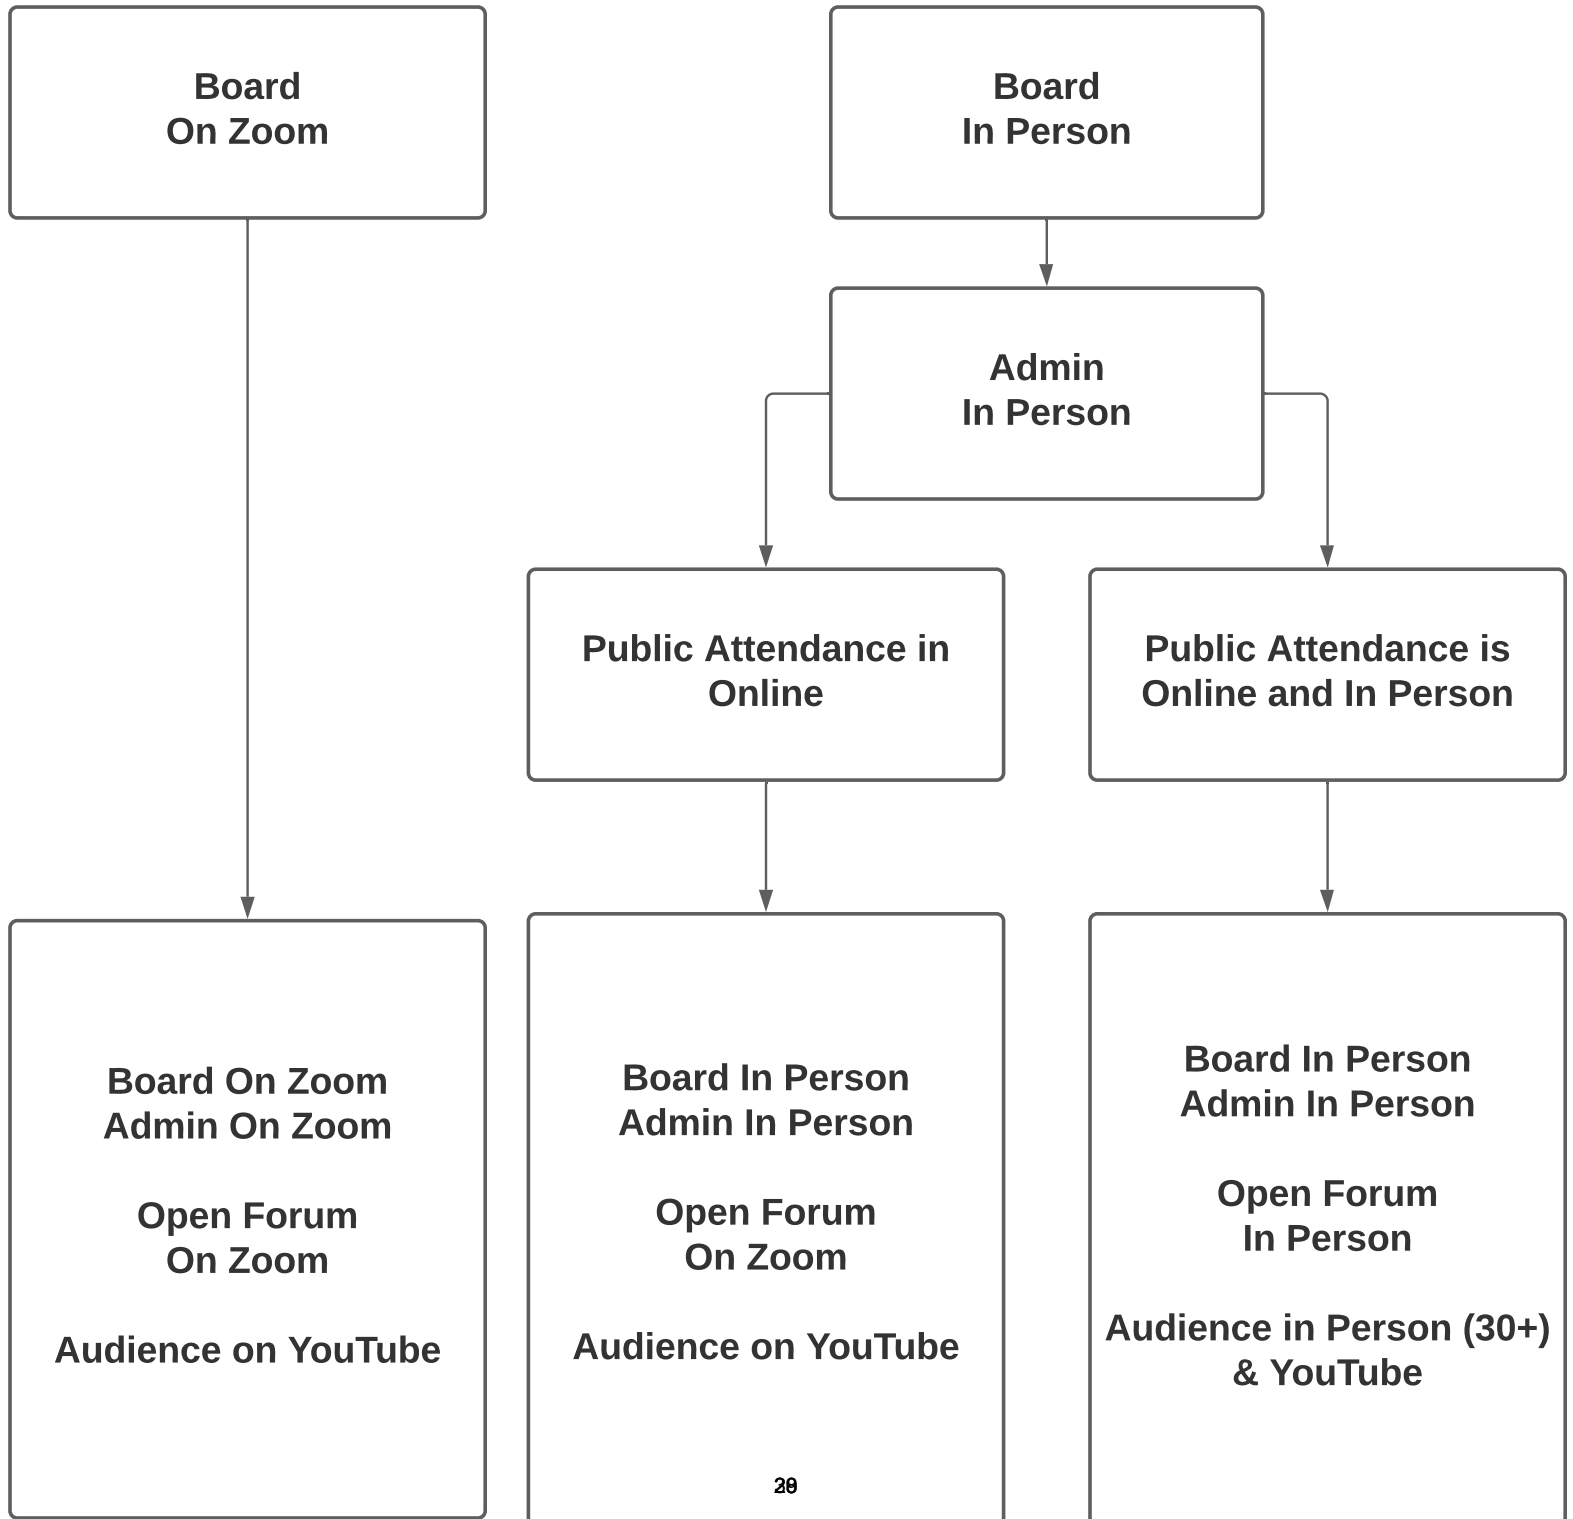 Board
On Zoom
Board
In Person
Admin
In Person
Public Attendance in
Online
Public Attendance is
Online and In Person
Board On Zoom
Admin On Zoom
Open Forum
On Zoom
Audience on YouTube
Board In Person
Admin In Person
Open Forum
On Zoom
Audience on YouTube
Board In Person
Admin In Person
Open Forum
In Person
Audience in Person (30+)
& YouTube